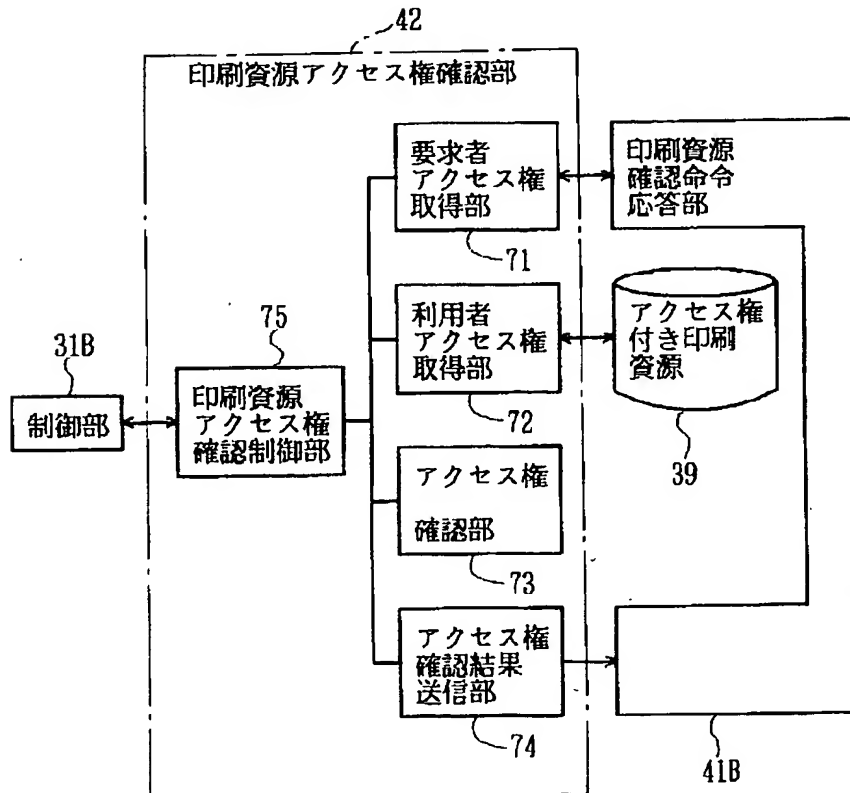 42
印刷資源アクセス権確認部
要求者
アクセス権
取得部
71
印刷資源
確認命令
応答部
75
利用者
アクセス権
取得部
72
アクセス権
付き印刷
資源
39
31B
制御部
印刷資源
アクセス権
確認制御部
アクセス権
確認部
73
アクセス権
確認結果
送信部
74
41B